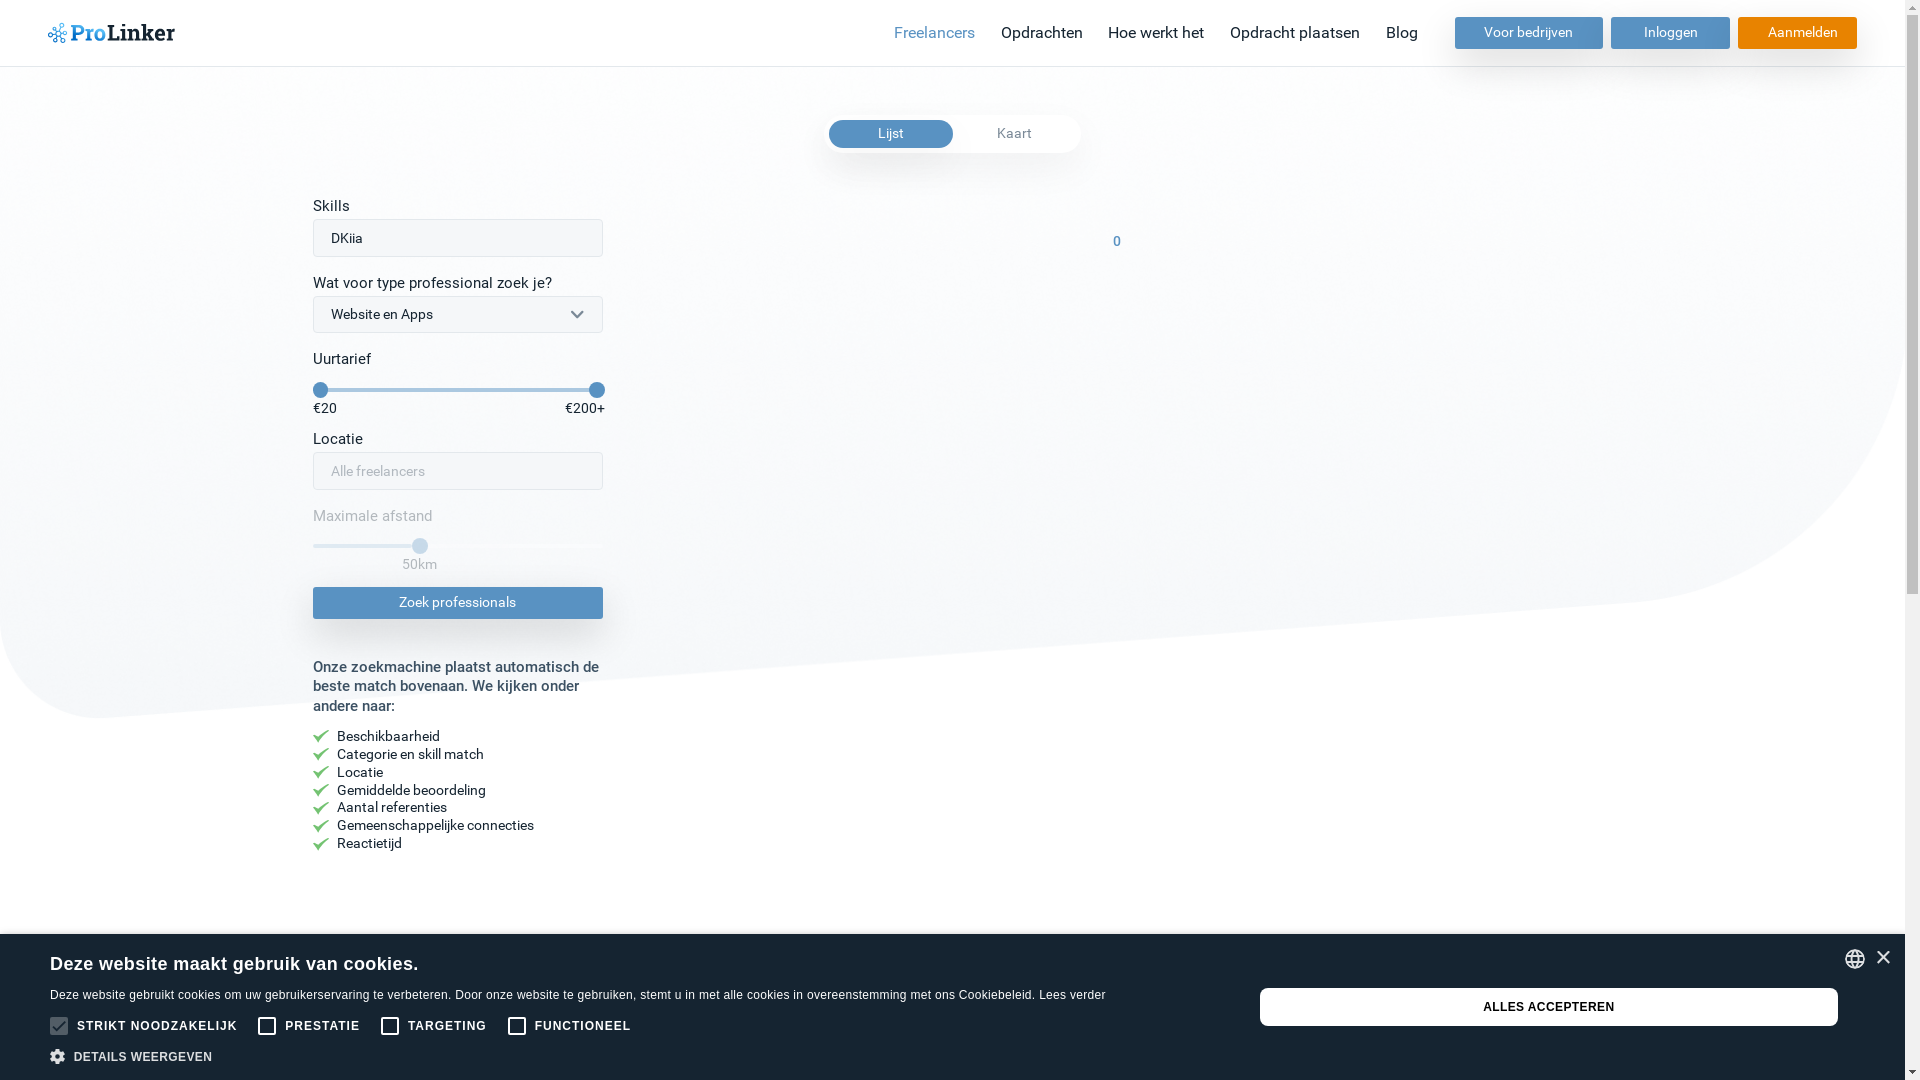 ProLinker
Freelancers Opdrachten Hoe werkt het Opdracht plaatsen Blog Voor bedrijven Inloggen Aanmelden
Lijst Kaart
Skills
DKiia
0
Wat voor type professional zoek je?
Website en Apps
Uurtarief
€20 €200+
Locatie
Alle freelancers
Maximale afstand
50km
Zoek professionals
Onze zoekmachine plaatst automatisch de
beste match bovenaan. We kijken onder
andere naar:
Beschikbaarheid
Categorie en skill match
Locatie
Gemiddelde beoordeling
Aantal referenties
Gemeenschappelijke connecties
Reactietijd
Deze website maakt gebruik van cookies.
Deze website gebruikt cookies om uw gebruikerservaring te verbeteren. Door onze website te gebruiken, stemt u in met alle cookies in overeenstemming met ons Cookiebeleid. Lees verder
STRIKT NOODZAKELIJK PRESTATIE TARGETING FUNCTIONEEL
DETAILS WEERGEVEN
ALLES ACCEPTEREN
×